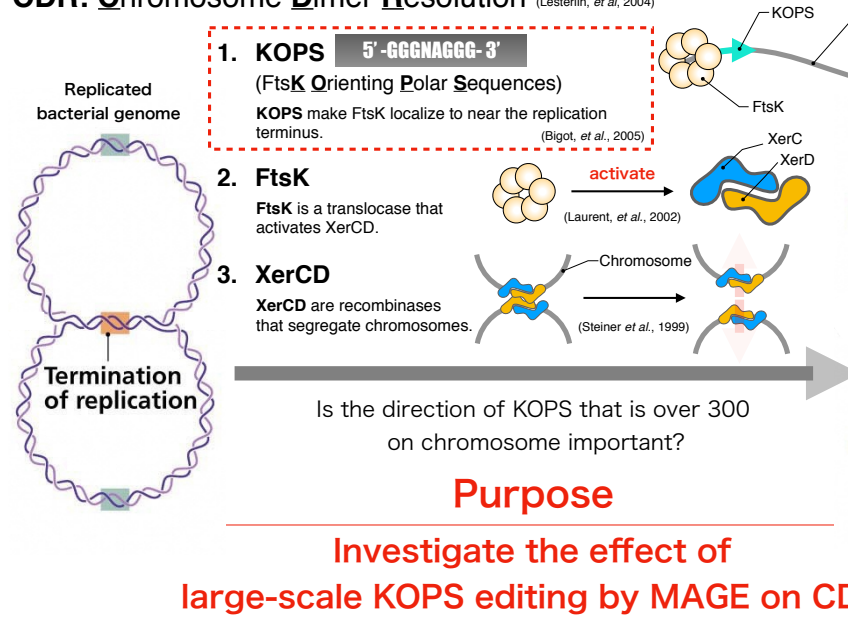 CDR: Chromosome Dimer Resolution (Lesterlin, et al, 2004)
1. KOPS 5'-GGGNAGGG-3'
(FtsK Orienting Polar Sequences)
KOPS make FtsK localize to near the replication
terminus.
(Bigot, et al., 2005)
KOPS
FtsK
Replicated
bacterial genome
2. FtsK
FtsK is a translocase that
activates XerCD.
activate
(Laurent, et al., 2002)
XerC
XerD
3. XerCD
XerCD are recombinases
that segregate chromosomes.
Chromosome
(Steiner et al., 1999)
Termination
of replication
Is the direction of KOPS that is over 300
on chromosome important?
Purpose
Investigate the effect of
large-scale KOPS editing by MAGE on CD